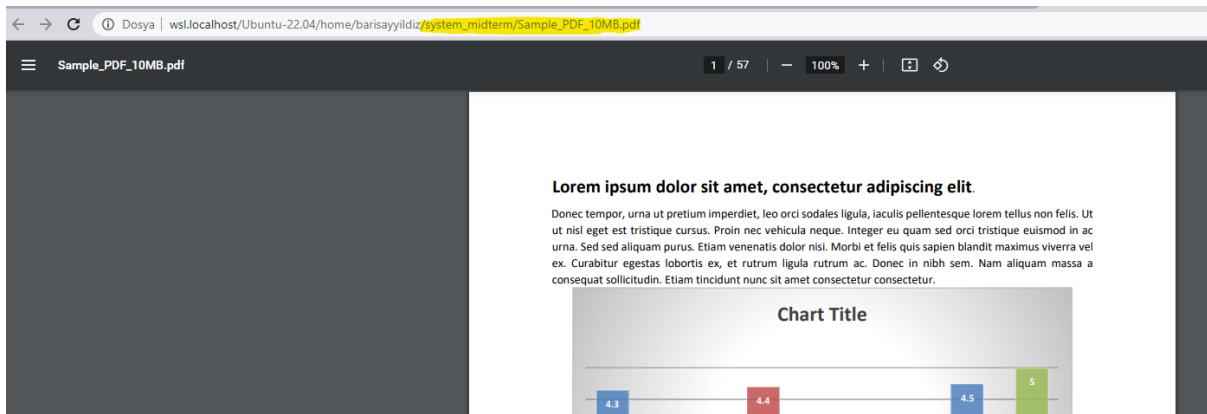 Dosya | wsl.localhost/Ubuntu-22.04/home/barisayyildiz/system_midterm/Sample_PDF_10MB.pdf
Sample_PDF_10MB.pdf 1 / 57 | — 100% + |
Lorem ipsum dolor sit amet, consectetur adipiscing elit.
Donec tempor, urna ut pretium imperdiet, leo orci sodales ligula, iaculis pellentesque lorem tellus non felis. Ut
ut nisl eget est tristique cursus. Proin nec vehicula neque. Integer eu quam sed orci tristique euismod in ac
urna. Sed sed aliquam purus. Etiam venenatis dolor nisi. Morbi et felis quis sapien blandit maximus viverra vel
ex. Curabitur egestas lobortis ex, et rutrum ligula rutrum ac. Donec in nibh sem. Nam aliquam massa a
consequat sollicitudin. Etiam tincidunt nunc sit amet consectetur consectetur.
Chart Title
5
4.3 4.4 4.5